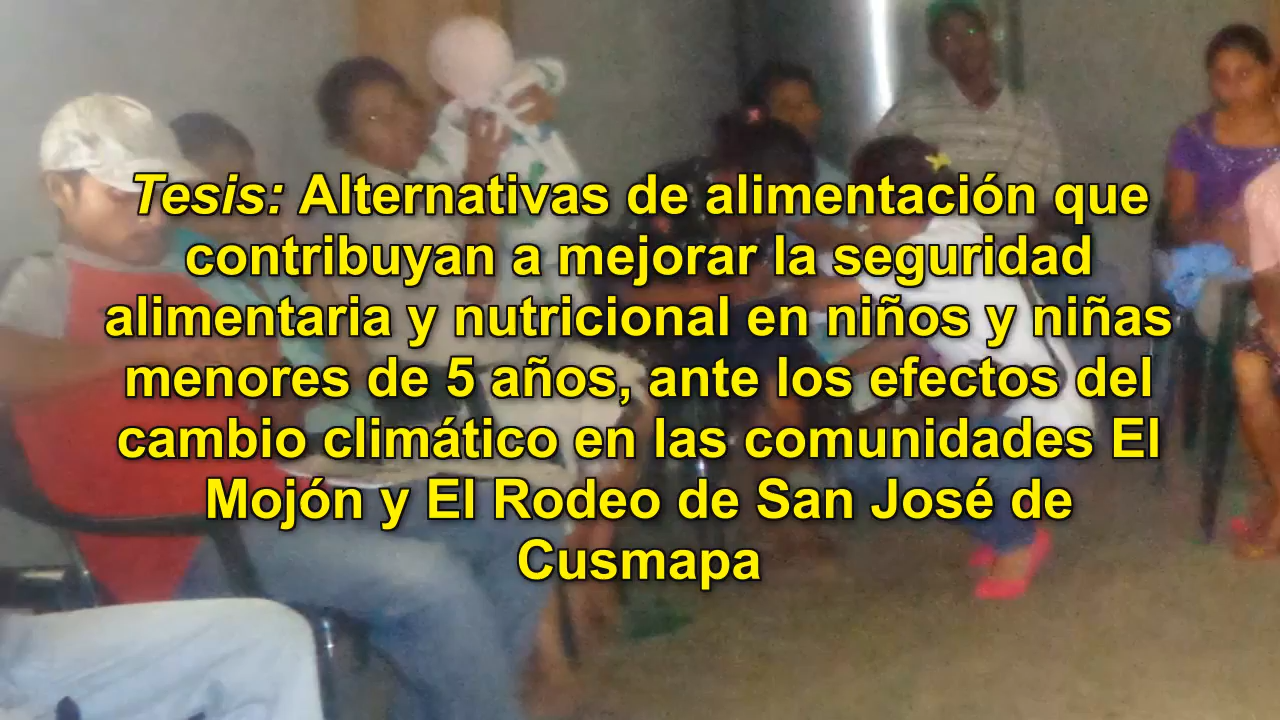 Tesis: Alternativas de alimentación que
contribuyan a mejorar la seguridad
alimentaria y nutricional en niños y niñas
menores de 5 años, ante los efectos del
cambio climático en las comunidades El
Mojón y El Rodeo de San José de
Cusmapa